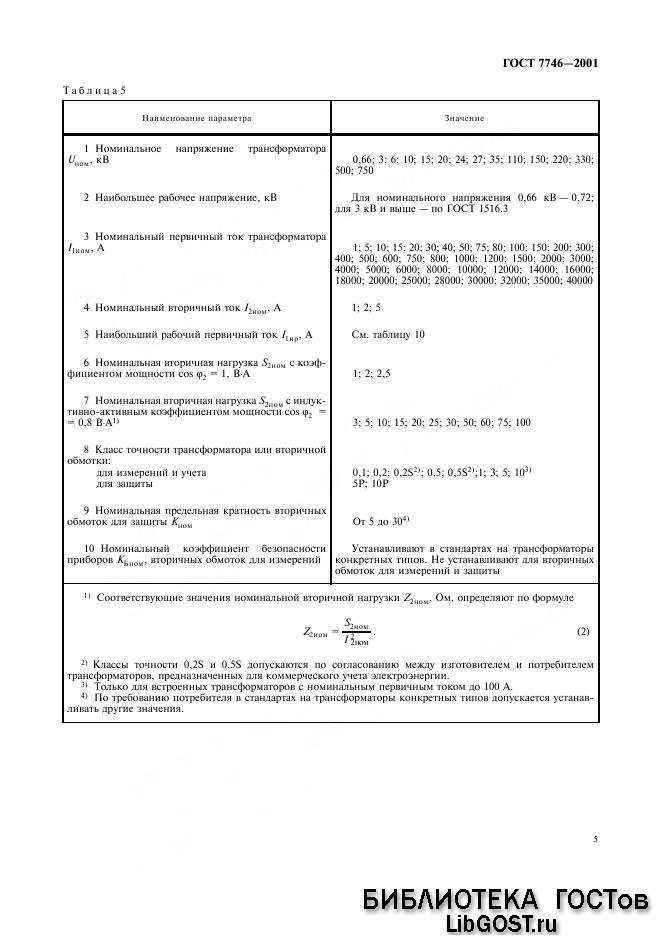 ГОСТ 7746—2001
Таблица 5
Наименование параметра
Значение
1 Номинальное напряжение трансформатора
Uном, кВ
0,66; 3; 6; 10; 15; 20; 24; 27; 35; 110; 150; 220; 330;
500; 750
2 Наибольшее рабочее напряжение, кВ
Для номинального напряжения 0,66 кВ — 0,72;
для 3 кВ и выше — по ГОСТ 1516.3
3 Номинальный первичный ток трансформатора
I1ном, А
1; 5; 10; 15; 20; 30; 40; 50; 75; 80; 100; 150; 200; 300;
400; 500; 600; 750; 800; 1000; 1200; 1500; 2000; 3000;
4000; 5000; 6000; 8000; 10000; 12000; 14000; 16000;
18000; 20000; 25000; 28000; 30000; 32000; 35000; 40000
4 Номинальный вторичный ток I2ном, А
1; 2; 5
5 Наибольший рабочий первичный ток I1нр, А
См. таблицу 10
6 Номинальная вторичная нагрузка S2ном с коэф-
фициентом мощности cos φ2 = 1, В·А
1; 2; 2,5
7 Номинальная вторичная нагрузка S2ном с индук-
тивно-активным коэффициентом мощности cos φ2 =
= 0,8 В·А1)
3; 5; 10; 15; 20; 25; 30; 50; 60; 75; 100
8 Класс точности трансформатора или вторичной
обмотки:
для измерений и учета
0,1; 0,2; 0,2S2); 0,5; 0,5S2);1; 3; 5; 103)
для защиты
5Р; 10Р
9 Номинальная предельная кратность вторичных
обмоток для защиты Kном
От 5 до 304)
10 Номинальный коэффициент безопасности
приборов KБном, вторичных обмоток для измерений
Устанавливают в стандартах на трансформаторы
конкретных типов. Не устанавливают для вторичных
обмоток для измерений и защиты
1) Соответствующие значения номинальной вторичной нагрузки Z2ном, Ом, определяют по формуле
Z2ном = S2ном / I²2ном . (2)
2) Классы точности 0,2S и 0,5S допускаются по согласованию между изготовителем и потребителем
трансформаторов, предназначенных для коммерческого учета электроэнергии.
3) Только для встроенных трансформаторов с номинальным первичным током до 100 А.
4) По требованию потребителя в стандартах на трансформаторы конкретных типов допускается устанав-
ливать другие значения.
5
БИБЛИОТЕКА ГОСТов
LibGOST.ru